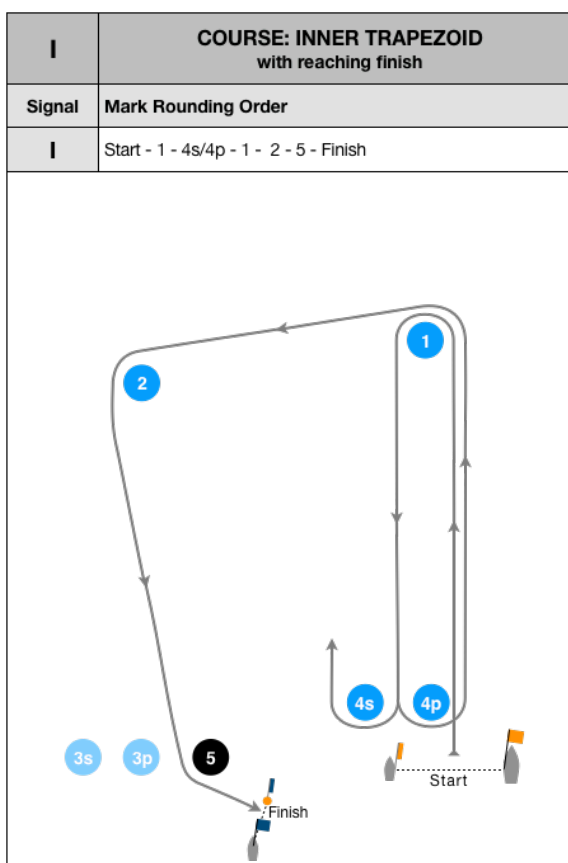 I
COURSE: INNER TRAPEZOID
with reaching finish
Signal
Mark Rounding Order
I
Start - 1 - 4s/4p - 1 - 2 - 5 - Finish
1
2
4s
4p
3s
3p
5
Start
Finish